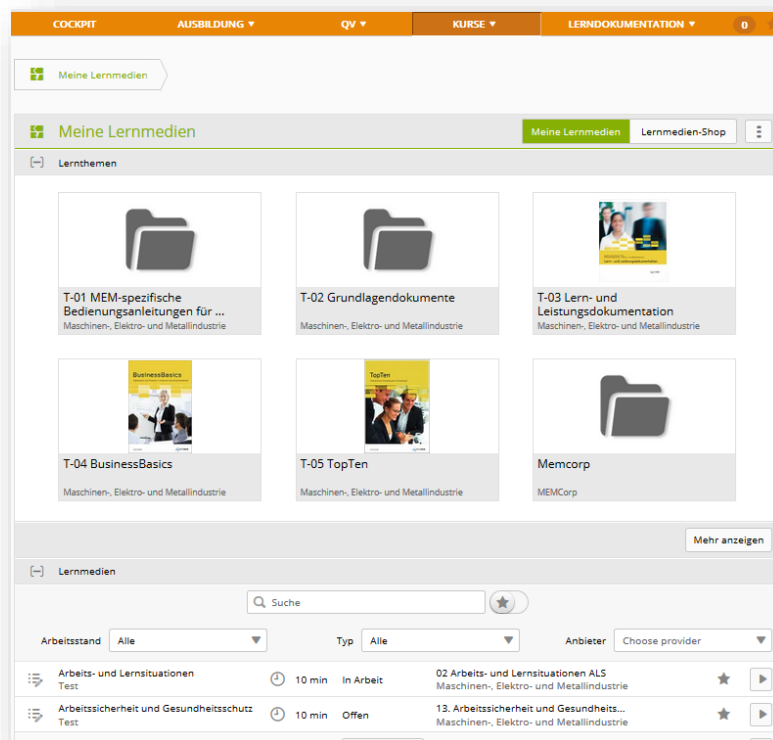 COCKPIT AUSBILDUNG QV KURSE LERNDOKUMENTATION 0
Meine Lernmedien
Meine Lernmedien Meine Lernmedien Lernmedien-Shop
Lernthemen
T-01 MEM-spezifische
Bedienungsanleitungen für ...
Maschinen-, Elektro- und Metallindustrie
T-02 Grundlagendokumente
Maschinen-, Elektro- und Metallindustrie
Lern- und Leistungsdokumentation
T-03 Lern- und
Leistungsdokumentation
Maschinen-, Elektro- und Metallindustrie
BusinessBasics
T-04 BusinessBasics
Maschinen-, Elektro- und Metallindustrie
TopTen
T-05 TopTen
Maschinen-, Elektro- und Metallindustrie
Memcorp
MEMCorp
Mehr anzeigen
Lernmedien
Suche
Arbeitsstand Alle Typ Alle Anbieter Choose provider
Arbeits- und Lernsituationen 10 min In Arbeit 02 Arbeits- und Lernsituationen ALS
Test Maschinen-, Elektro- und Metallindustrie
Arbeitssicherheit und Gesundheitsschutz 10 min Offen 13. Arbeitssicherheit und Gesundheits...
Test Maschinen-, Elektro- und Metallindustrie